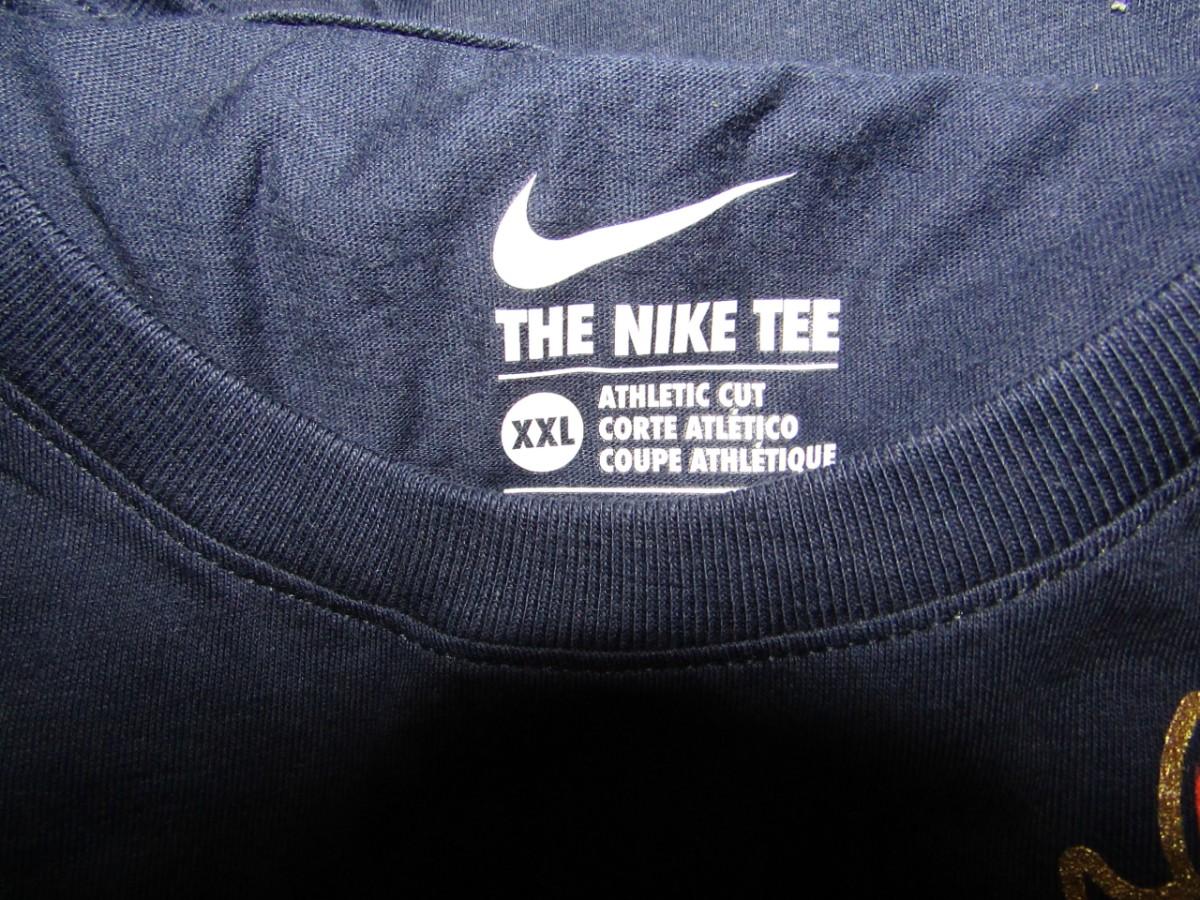 THE NIKE TEE
XXL
ATHLETIC CUT
CORTE ATLÉTICO
COUPE ATHLÉTIQUE